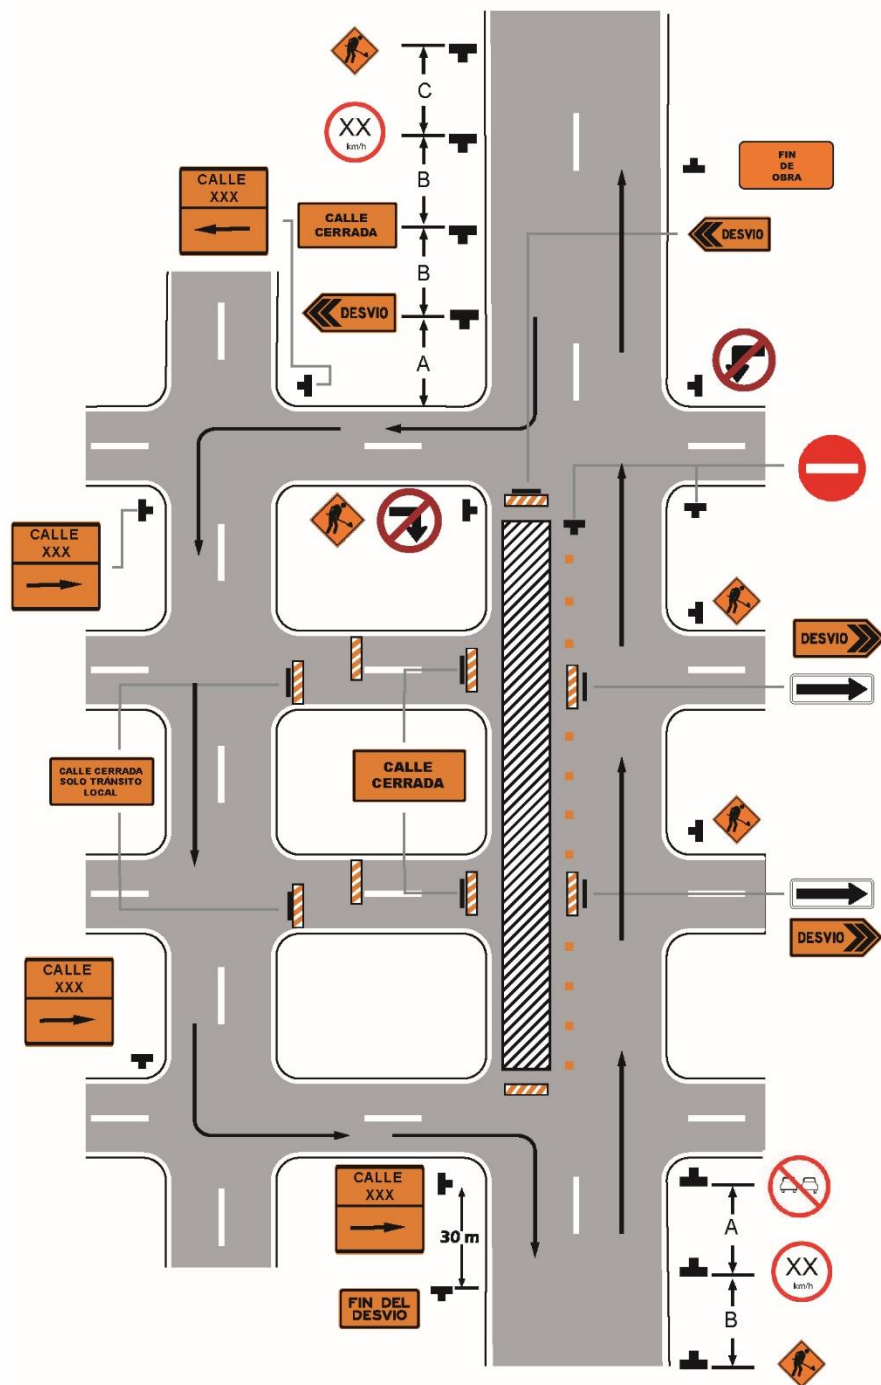 C
XX
km/h
FIN
DE
OBRA
CALLE
XXX
CALLE
CERRADA
B
DESVIO
B
DESVIO
A
CALLE
XXX
DESVIO
CALLE CERRADA
SOLO TRÁNSITO
LOCAL
CALLE
CERRADA
DESVIO
CALLE
XXX
CALLE
XXX
30 m
A
XX
km/h
FIN DEL
DESVIO
B